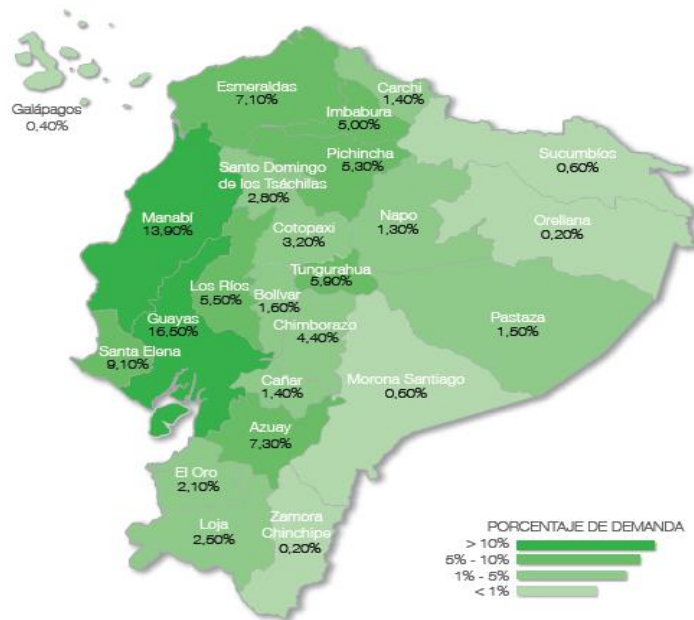 Galápagos
0,40%
Esmeraldas
7,10%
Carchi
1,40%
Imbabura
5,00%
Pichincha
5,30%
Sucumbíos
0,60%
Santo Domingo
de los Tsáchilas
2,80%
Manabí
13,90%
Cotopaxi
3,20%
Napo
1,30%
Orellana
0,20%
Tungurahua
5,90%
Los Ríos
5,50%
Bolívar
1,60%
Guayas
16,50%
Chimborazo
4,40%
Pastaza
1,50%
Santa Elena
9,10%
Cañar
1,40%
Morona Santiago
0,60%
Azuay
7,30%
El Oro
2,10%
Loja
2,50%
Zamora
Chinchipe
0,20%
PORCENTAJE DE DEMANDA
> 10%
5% - 10%
1% - 5%
< 1%